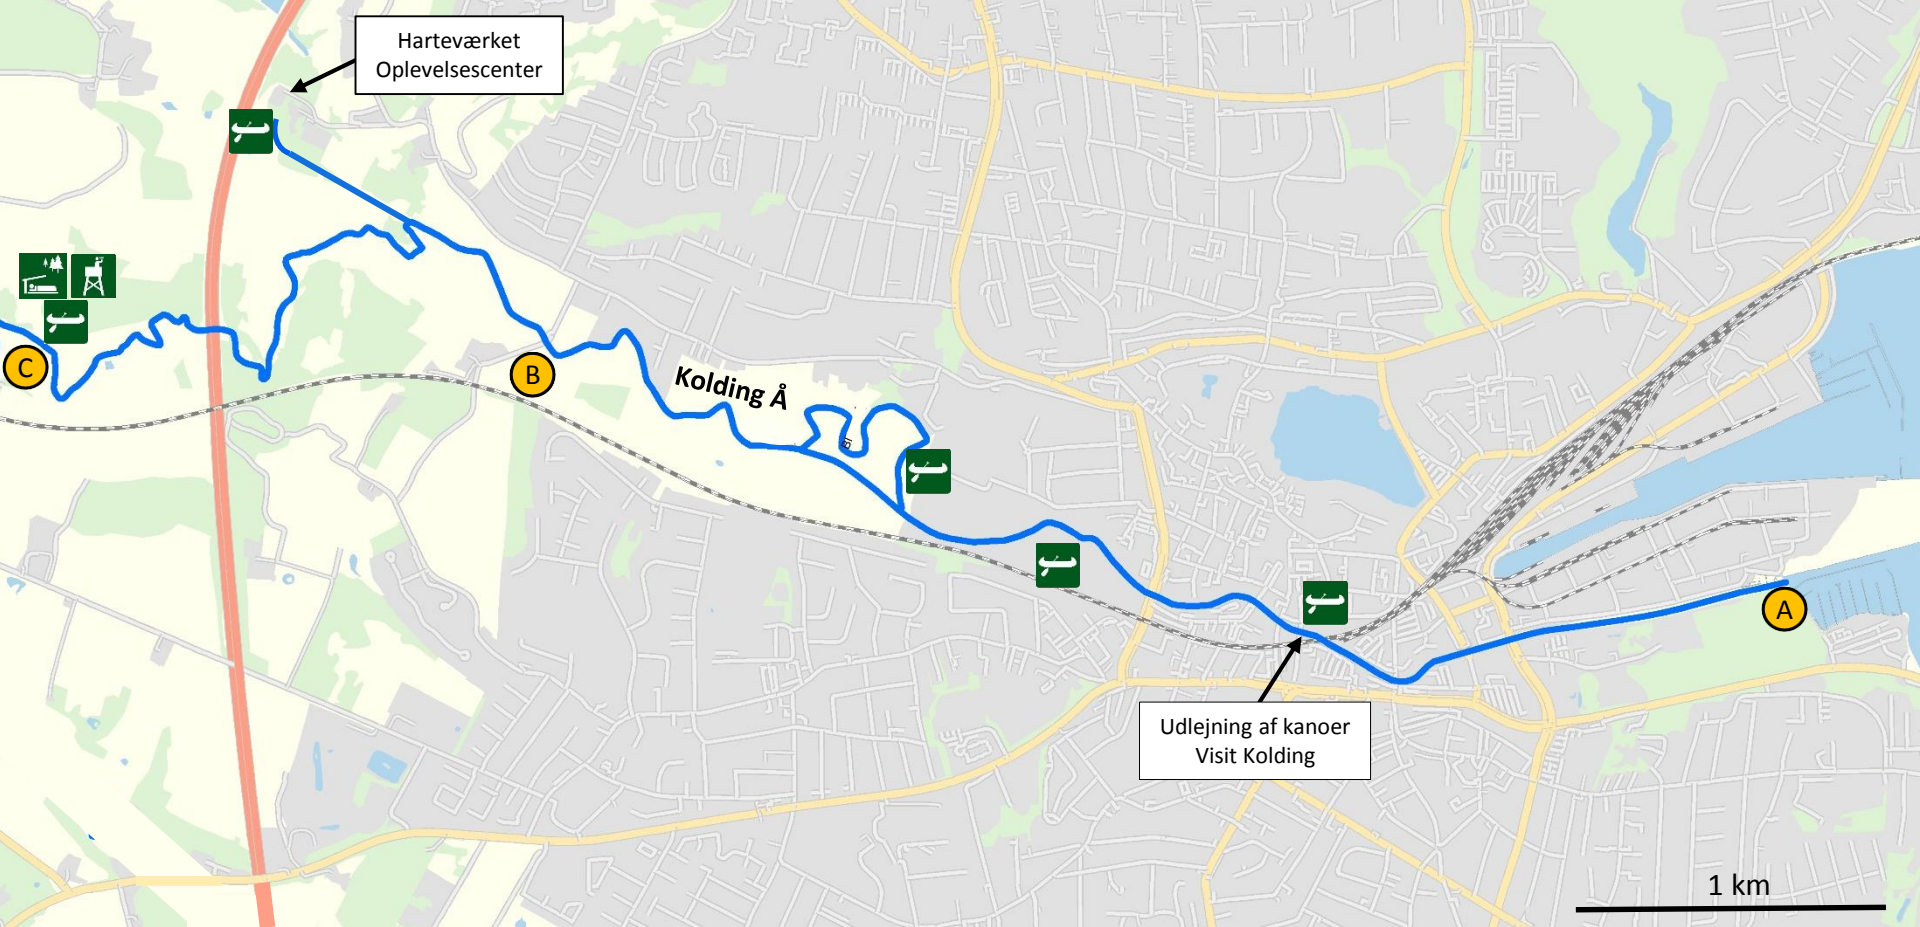 Harteværket
Oplevelsescenter
C
B
Kolding Å
A
Udlejning af kanoer
Visit Kolding
1 km